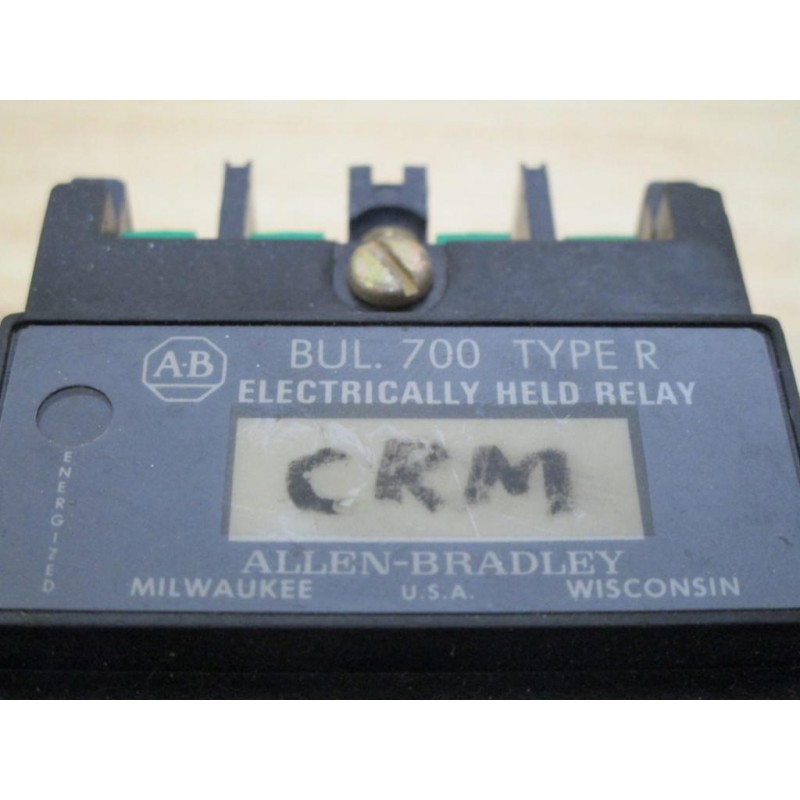 A-B
BUL. 700 TYPE R
ELECTRICALLY HELD RELAY
ENERGIZED
CRM
ALLEN-BRADLEY
MILWAUKEE U.S.A. WISCONSIN